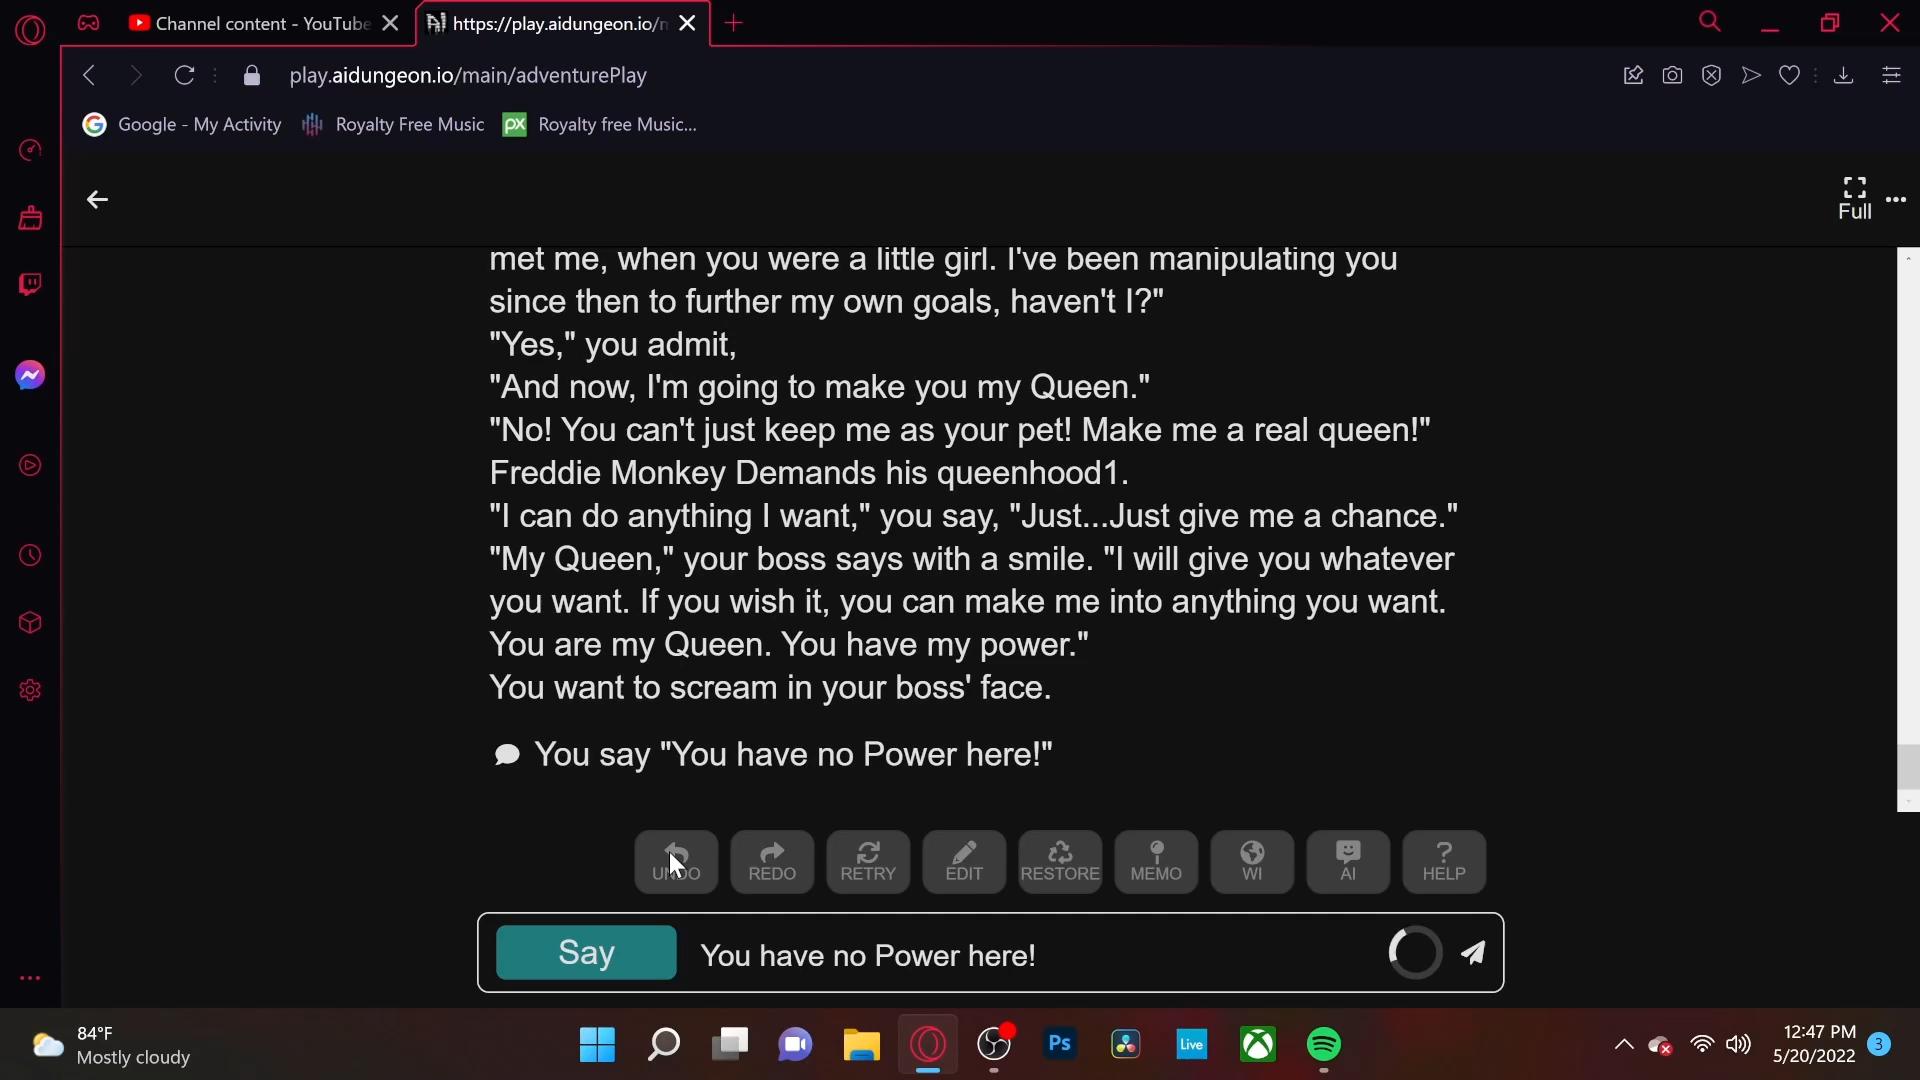 Channel content - YouTube
https://play.aidungeon.io/m
play.aidungeon.io/main/adventurePlay
Google - My Activity
Royalty Free Music
px
Royalty free Music...
Full
met me, when you were a little girl. I've been manipulating you
since then to further my own goals, haven't I?"
"Yes," you admit,
"And now, I'm going to make you my Queen."
"No! You can't just keep me as your pet! Make me a real queen!"
Freddie Monkey Demands his queenhood1.
"I can do anything I want," you say, "Just...Just give me a chance."
"My Queen," your boss says with a smile. "I will give you whatever
you want. If you wish it, you can make me into anything you want.
You are my Queen. You have my power."
You want to scream in your boss' face.
You say "You have no Power here!"
UNDO
REDO
RETRY
EDIT
RESTORE
MEMO
WI
AI
HELP
Say
You have no Power here!
84°F
Mostly cloudy
Ps
Live
12:47 PM
5/20/2022
3